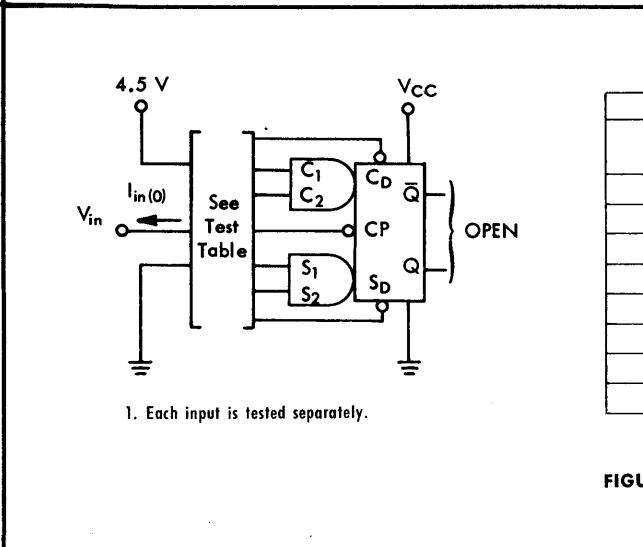 4.5 V
VCC
Iin(0)
Vin
See
Test
Table
C1
C2
CD
Q̅
CP
OPEN
S1
S2
SD
Q
1. Each input is tested separately.
FIGU